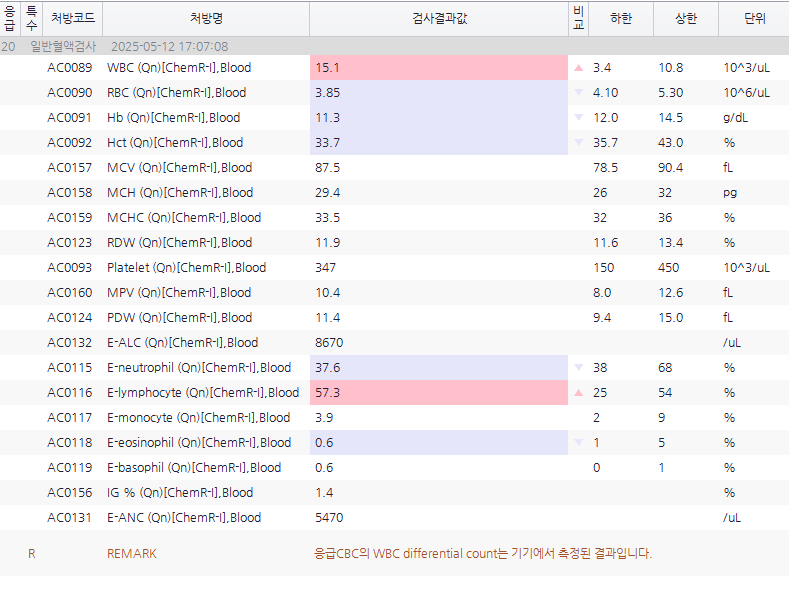 응급 특수 처방코드 처방명 검사결과값 비교 하한 상한 단위
20 일반혈액검사 2025-05-12 17:07:08
AC0089 WBC (Qn)[ChemR-I],Blood 15.1 ▲ 3.4 10.8 10^3/uL
AC0090 RBC (Qn)[ChemR-I],Blood 3.85 ▼ 4.10 5.30 10^6/uL
AC0091 Hb (Qn)[ChemR-I],Blood 11.3 ▼ 12.0 14.5 g/dL
AC0092 Hct (Qn)[ChemR-I],Blood 33.7 ▼ 35.7 43.0 %
AC0157 MCV (Qn)[ChemR-I],Blood 87.5 78.5 90.4 fL
AC0158 MCH (Qn)[ChemR-I],Blood 29.4 26 32 pg
AC0159 MCHC (Qn)[ChemR-I],Blood 33.5 32 36 %
AC0123 RDW (Qn)[ChemR-I],Blood 11.9 11.6 13.4 %
AC0093 Platelet (Qn)[ChemR-I],Blood 347 150 450 10^3/uL
AC0160 MPV (Qn)[ChemR-I],Blood 10.4 8.0 12.6 fL
AC0124 PDW (Qn)[ChemR-I],Blood 11.4 9.4 15.0 fL
AC0132 E-ALC (Qn)[ChemR-I],Blood 8670 /uL
AC0115 E-neutrophil (Qn)[ChemR-I],Blood 37.6 ▼ 38 68 %
AC0116 E-lymphocyte (Qn)[ChemR-I],Blood 57.3 ▲ 25 54 %
AC0117 E-monocyte (Qn)[ChemR-I],Blood 3.9 2 9 %
AC0118 E-eosinophil (Qn)[ChemR-I],Blood 0.6 ▼ 1 5 %
AC0119 E-basophil (Qn)[ChemR-I],Blood 0.6 0 1 %
AC0156 IG % (Qn)[ChemR-I],Blood 1.4 %
AC0131 E-ANC (Qn)[ChemR-I],Blood 5470 /uL
R REMARK 응급CBC의 WBC differential count는 기기에서 측정된 결과입니다.